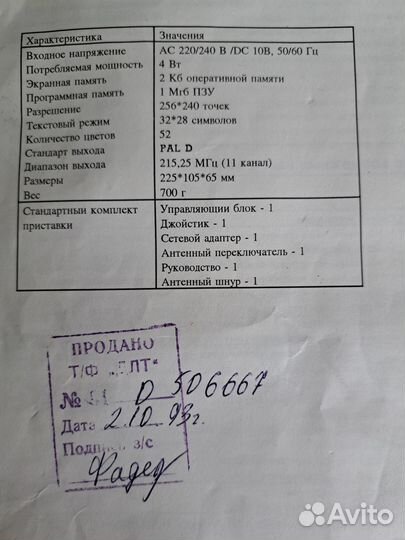 Характеристика Значения
Входное напряжение АС 220/240 В /DC 10В, 50/60 Гц
Потребляемая мощность 4 Вт
Экранная память 2 Кб оперативной памяти
Программная память 1 Мгб ПЗУ
Разрешение 256*240 точек
Текстовый режим 32*28 символов
Количество цветов 52
Стандарт выхода PAL D
Диапазон выхода 215,25 МГц (11 канал)
Размеры 225*105*65 мм
Вес 700 г
Стандартный комплект Управляющии блок - 1
приставки Джойстик - 1
Сетевой адаптер - 1
Антенный переключатель - 1
Руководство - 1
Антенный шнур - 1
ПРОДАНО
Т/Ф
№ D 506667
Дата 2.10.93г.
з/с
Avito